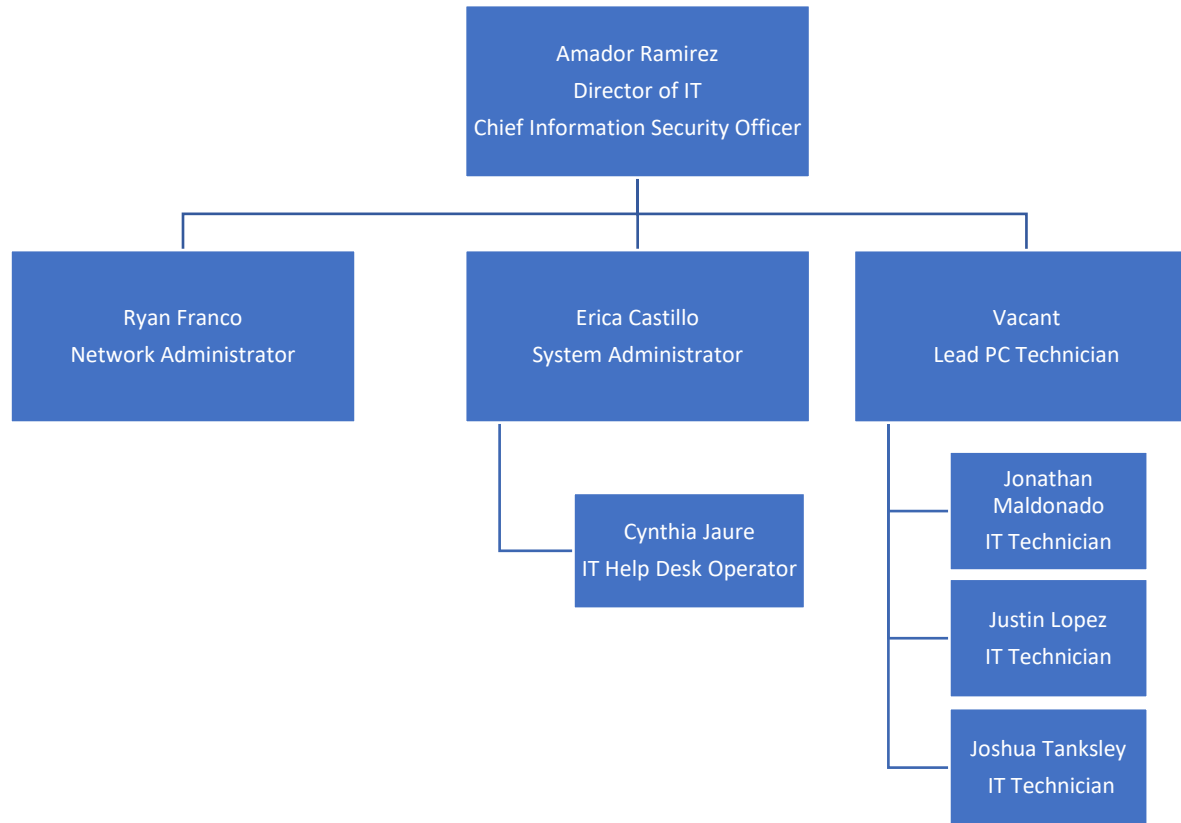 Amador Ramirez
Director of IT
Chief Information Security Officer
Ryan Franco
Network Administrator
Erica Castillo
System Administrator
Vacant
Lead PC Technician
Cynthia Jaure
IT Help Desk Operator
Jonathan
Maldonado
IT Technician
Justin Lopez
IT Technician
Joshua Tanksley
IT Technician